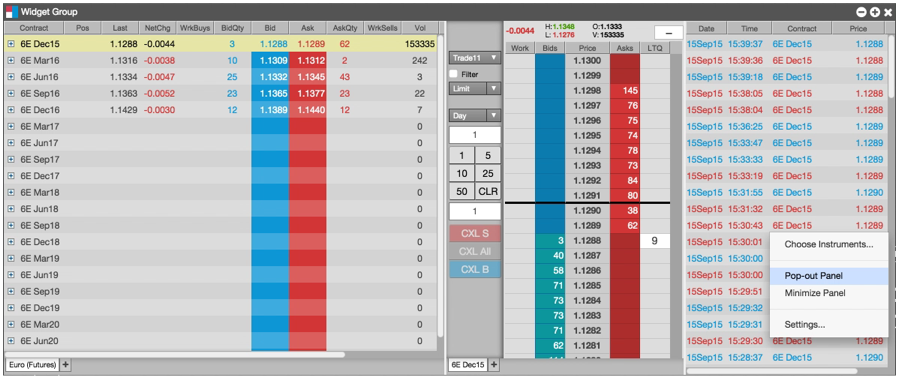 Widget Group
Contract Pos Last NetChg WrkBuys BidQty Bid Ask AskQty WrkSells Vol
6E Dec15 1.1288 -0.0044 3 1.1288 1.1289 62 153335
6E Mar16 1.1316 -0.0038 10 1.1309 1.1312 2 242
6E Jun16 1.1334 -0.0047 25 1.1332 1.1345 43 3
6E Sep16 1.1363 -0.0052 23 1.1365 1.1377 23 22
6E Dec16 1.1429 -0.0030 12 1.1389 1.1440 12 7
6E Mar17 0
6E Jun17 0
6E Sep17 0
6E Dec17 0
6E Mar18 0
6E Jun18 0
6E Sep18 0
6E Dec18 0
6E Mar19 0
6E Jun19 0
6E Sep19 0
6E Dec19 0
6E Mar20 0
6E Jun20 0
Euro (Futures) +
Trade11
Filter
Limit
Day
1
1 5
10 25
50 CLR
1
CXL S
CXL All
CXL B
6E Dec15 +
-0.0044 H:1.1348 O:1.1333
L: 1.1276 V: 153335
Work Bids Price Asks LTQ
1.1300
1.1299
1.1298 145
1.1297 76
1.1296 75
1.1295 74
1.1294 78
1.1293 73
1.1292 84
1.1291 80
1.1290 38
1.1289 62
3 1.1288 9
40 1.1287
58 1.1286
71 1.1285
73 1.1284
73 1.1283
71 1.1282
62 1.1281
Date Time Contract Price
15Sep15 15:39:37 6E Dec15 1.1288
15Sep15 15:39:36 6E Dec15 1.1288
15Sep15 15:39:18 6E Dec15 1.1288
15Sep15 15:38:05 6E Dec15 1.1288
15Sep15 15:38:04 6E Dec15 1.1288
15Sep15 15:36:25 6E Dec15 1.1289
15Sep15 15:33:47 6E Dec15 1.1289
15Sep15 15:33:33 6E Dec15 1.1289
15Sep15 15:33:19 6E Dec15 1.1289
15Sep15 15:31:55 6E Dec15 1.1290
15Sep15 15:31:32 6E Dec15 1.1289
15Sep15 15:30:43 6E Dec15 1.1289
15Sep15 15:30:01
15Sep15 15:30:00
15Sep15 15:30:00
15Sep15 15:29:51
15Sep15 15:29:32
15Sep15 15:29:31
15Sep15 15:29:30 6E Dec15 1.1289
15Sep15 15:28:37 6E Dec15 1.1290
Choose Instruments...
Pop-out Panel
Minimize Panel
Settings...